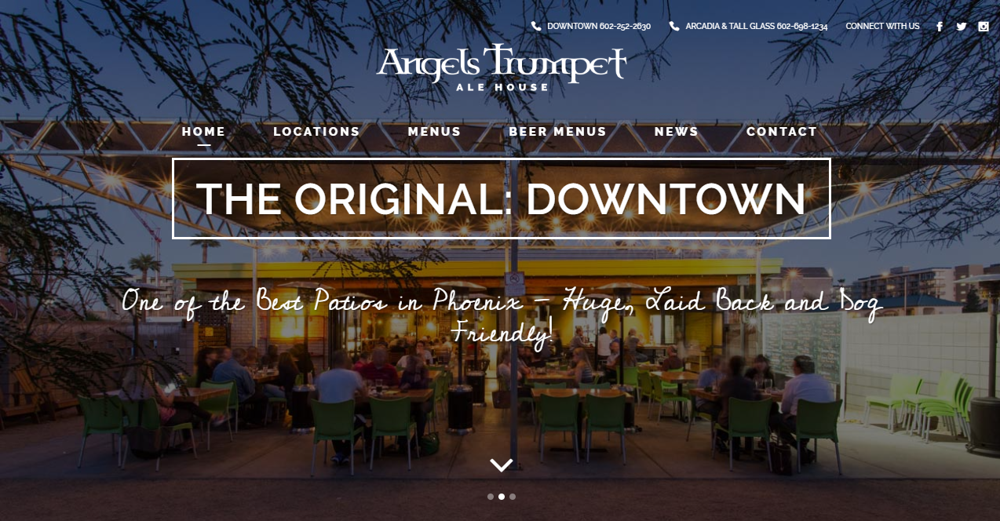 DOWNTOWN 602-252-2630 ARCADIA & TALL GLASS 602-698-1234 CONNECT WITH US
Angels Trumpet
ALE HOUSE
HOME LOCATIONS MENUS BEER MENUS NEWS CONTACT
THE ORIGINAL: DOWNTOWN
One of the Best Patios in Phoenix – Huge, Laid Back and Dog
Friendly!